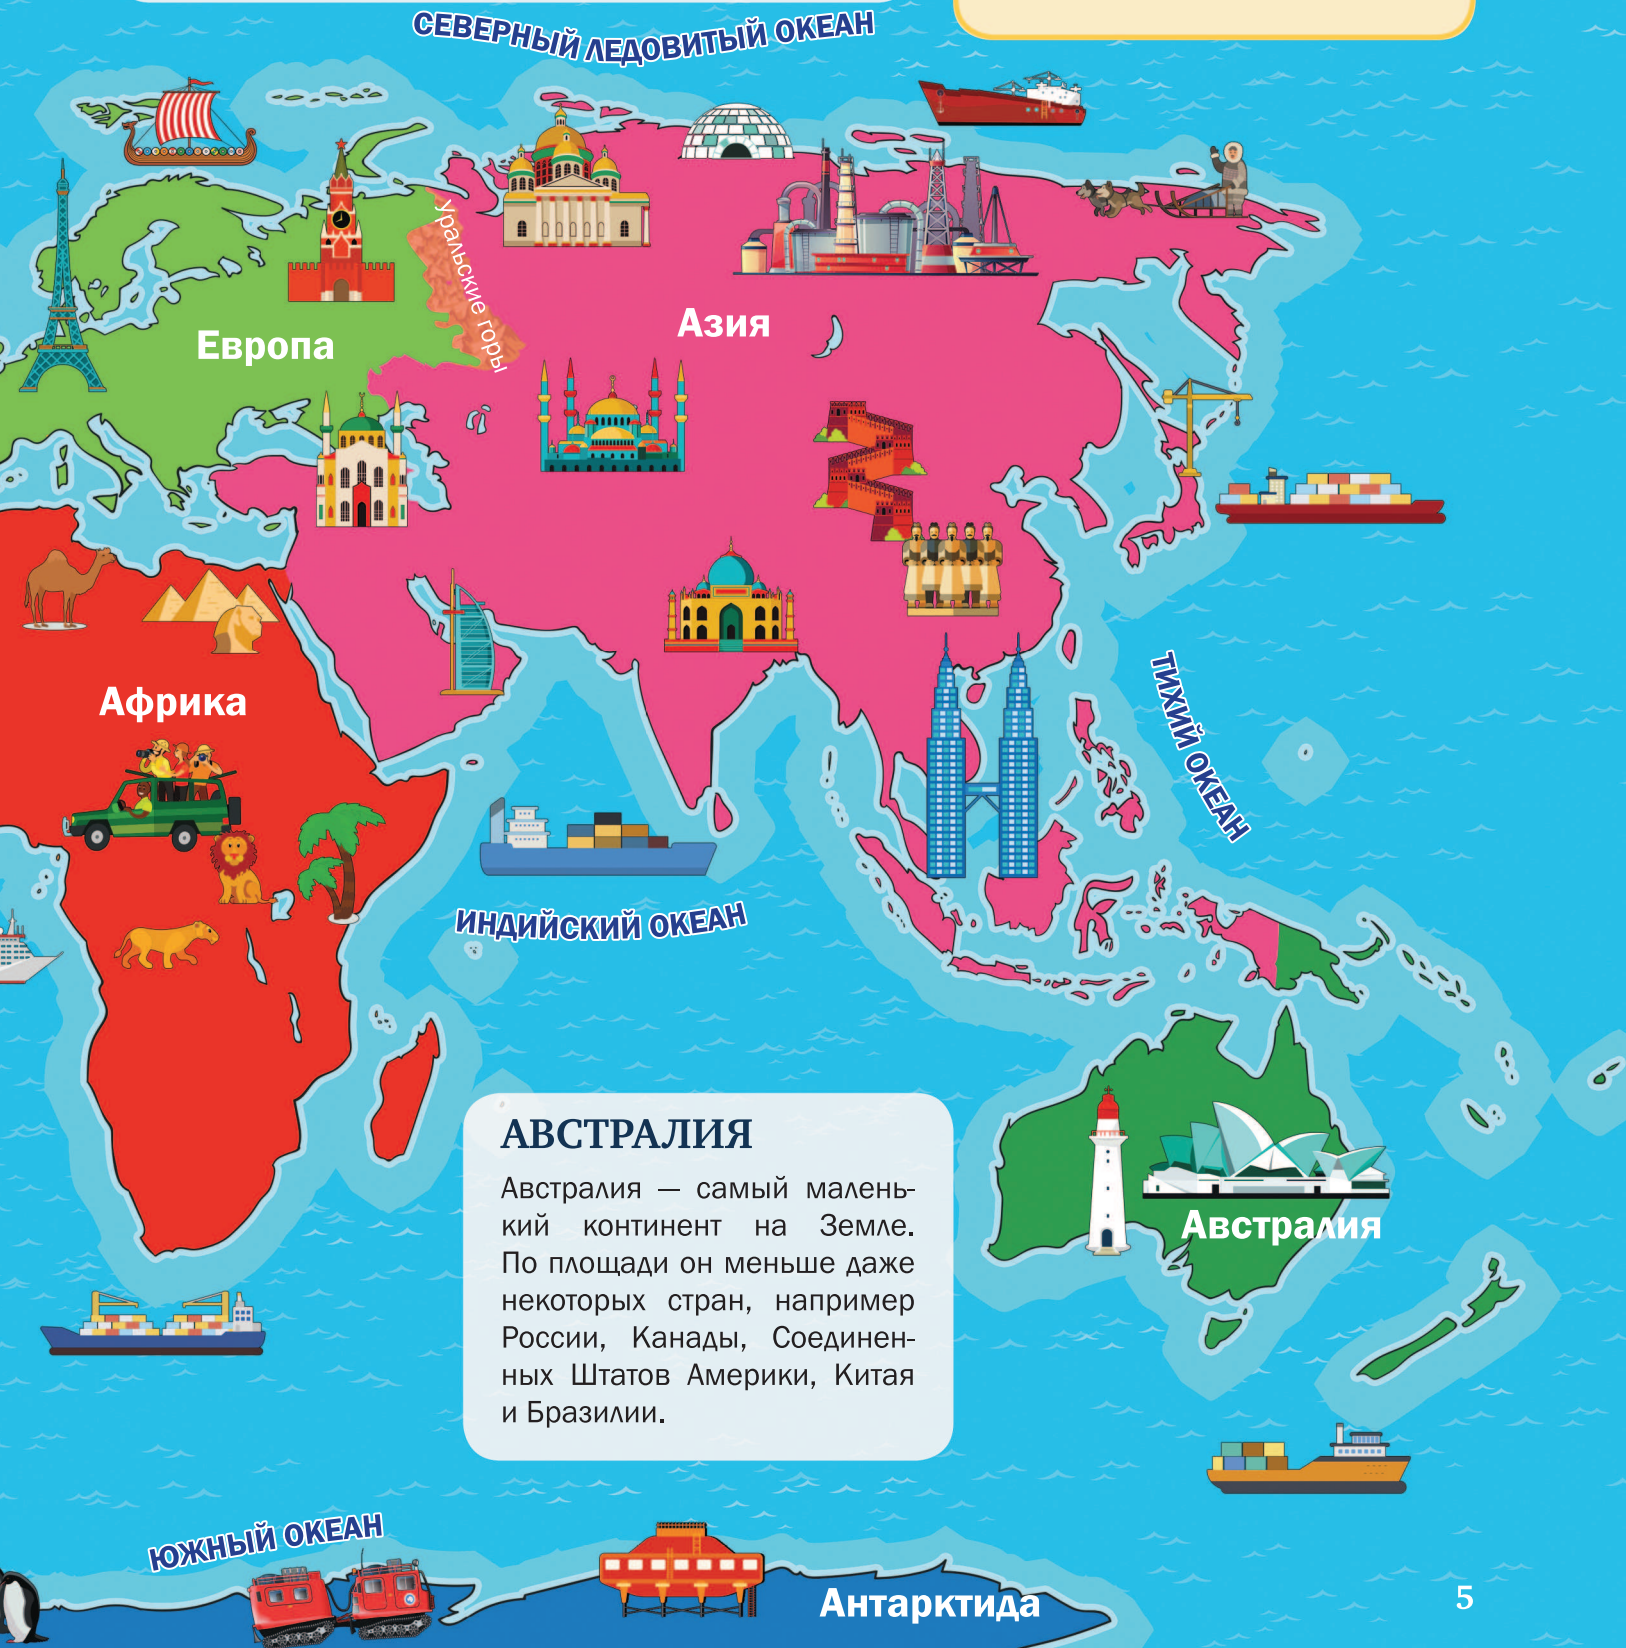 СЕВЕРНЫЙ ЛЕДОВИТЫЙ ОКЕАН
Уральские горы
Европа
Азия
Африка
ТИХИЙ ОКЕАН
ИНДИЙСКИЙ ОКЕАН
АВСТРАЛИЯ
Австралия — самый малень-
кий континент на Земле.
По площади он меньше даже
некоторых стран, например
России, Канады, Соединен-
ных Штатов Америки, Китая
и Бразилии.
Австралия
ЮЖНЫЙ ОКЕАН
Антарктида
5